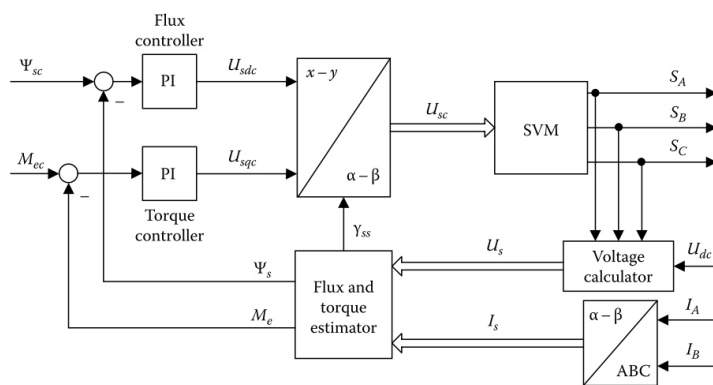 Flux
controller
Ψsc
PI
Usdc
x – y
α – β
Usc
SVM
SA
SB
SC
Mec
PI
Usqc
Torque
controller
γss
Ψs
Me
Flux and
torque
estimator
Us
Voltage
calculator
Udc
Is
α – β
ABC
IA
IB
–
–